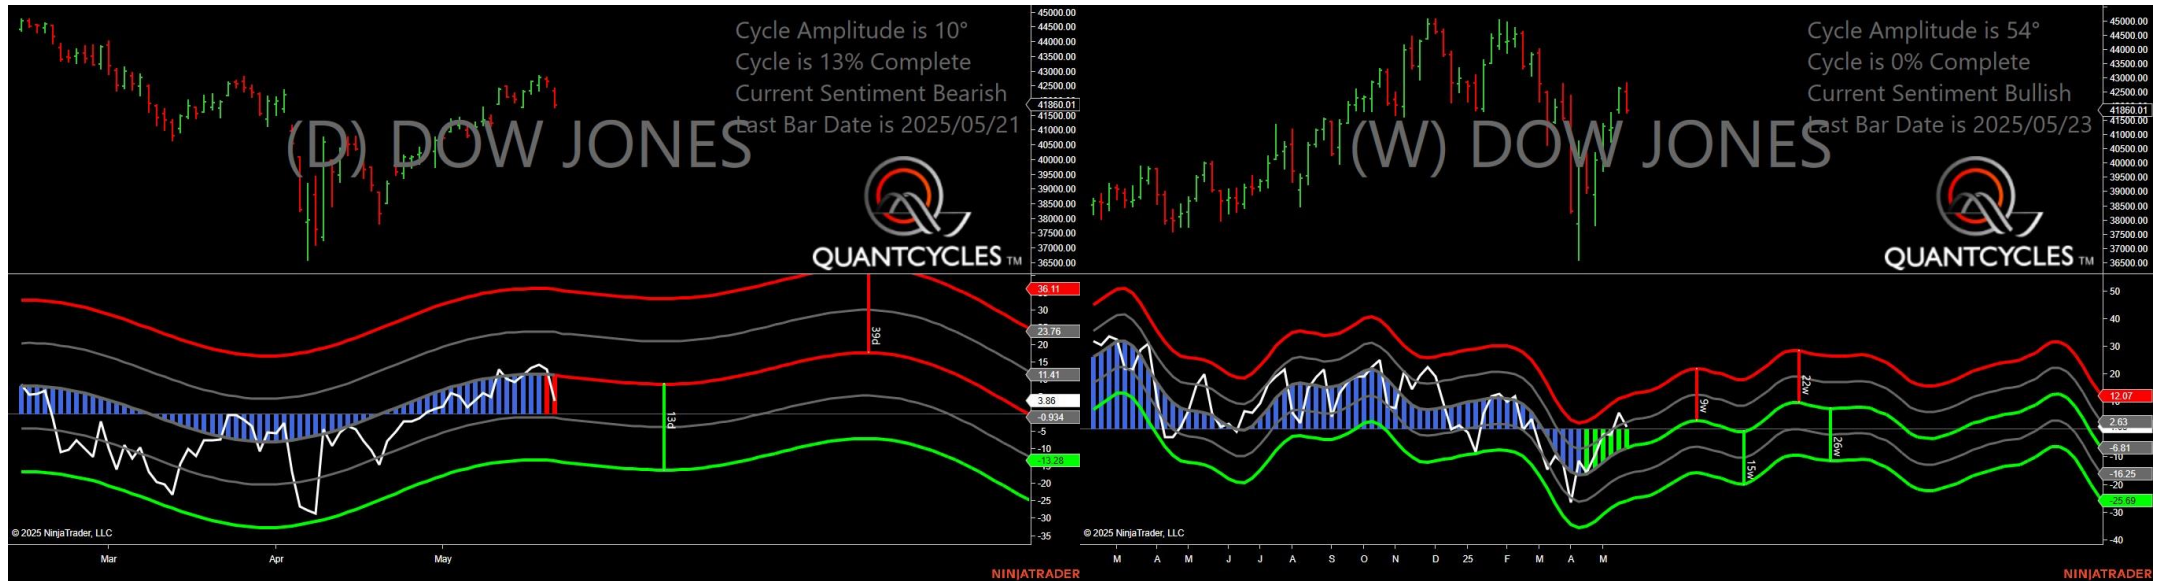 Cycle Amplitude is 10°
Cycle is 13% Complete
Current Sentiment Bearish
Last Bar Date is 2025/05/21
(D) DOW JONES
QUANTCYCLES TM
45000.00
44500.00
44000.00
43500.00
43000.00
42500.00
41860.01
41500.00
41000.00
40500.00
40000.00
39500.00
39000.00
38500.00
38000.00
37500.00
37000.00
36500.00
36.11
30
23.76
20
15
11.41
3.86
-0.934
-5
-10
-13.28
-20
-25
-30
-35
39d
13d
© 2025 NinjaTrader, LLC
Mar
Apr
May
NINJATRADER
Cycle Amplitude is 54°
Cycle is 0% Complete
Current Sentiment Bullish
Last Bar Date is 2025/05/23
(W) DOW JONES
QUANTCYCLES TM
45000.00
44500.00
44000.00
43500.00
43000.00
42500.00
41860.01
41500.00
41000.00
40500.00
40000.00
39500.00
39000.00
38500.00
38000.00
37500.00
37000.00
36500.00
50
40
30
20
12.07
2.63
-6.81
-10
-16.25
-20
-25.69
-30
-40
9w
22w
15w
26w
© 2025 NinjaTrader, LLC
M A M J J A S O N D 25 F M A M
NINJATRADER